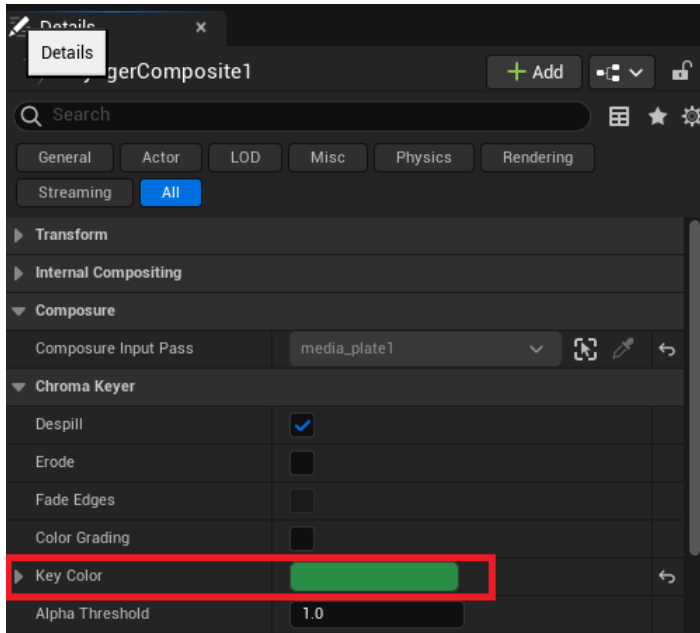 Details
Details
gerComposite1
Add
Search
General Actor LOD Misc Physics Rendering
Streaming All
Transform
Internal Compositing
Composure
Composure Input Pass media_plate1
Chroma Keyer
Despill
Erode
Fade Edges
Color Grading
Key Color
Alpha Threshold 1.0